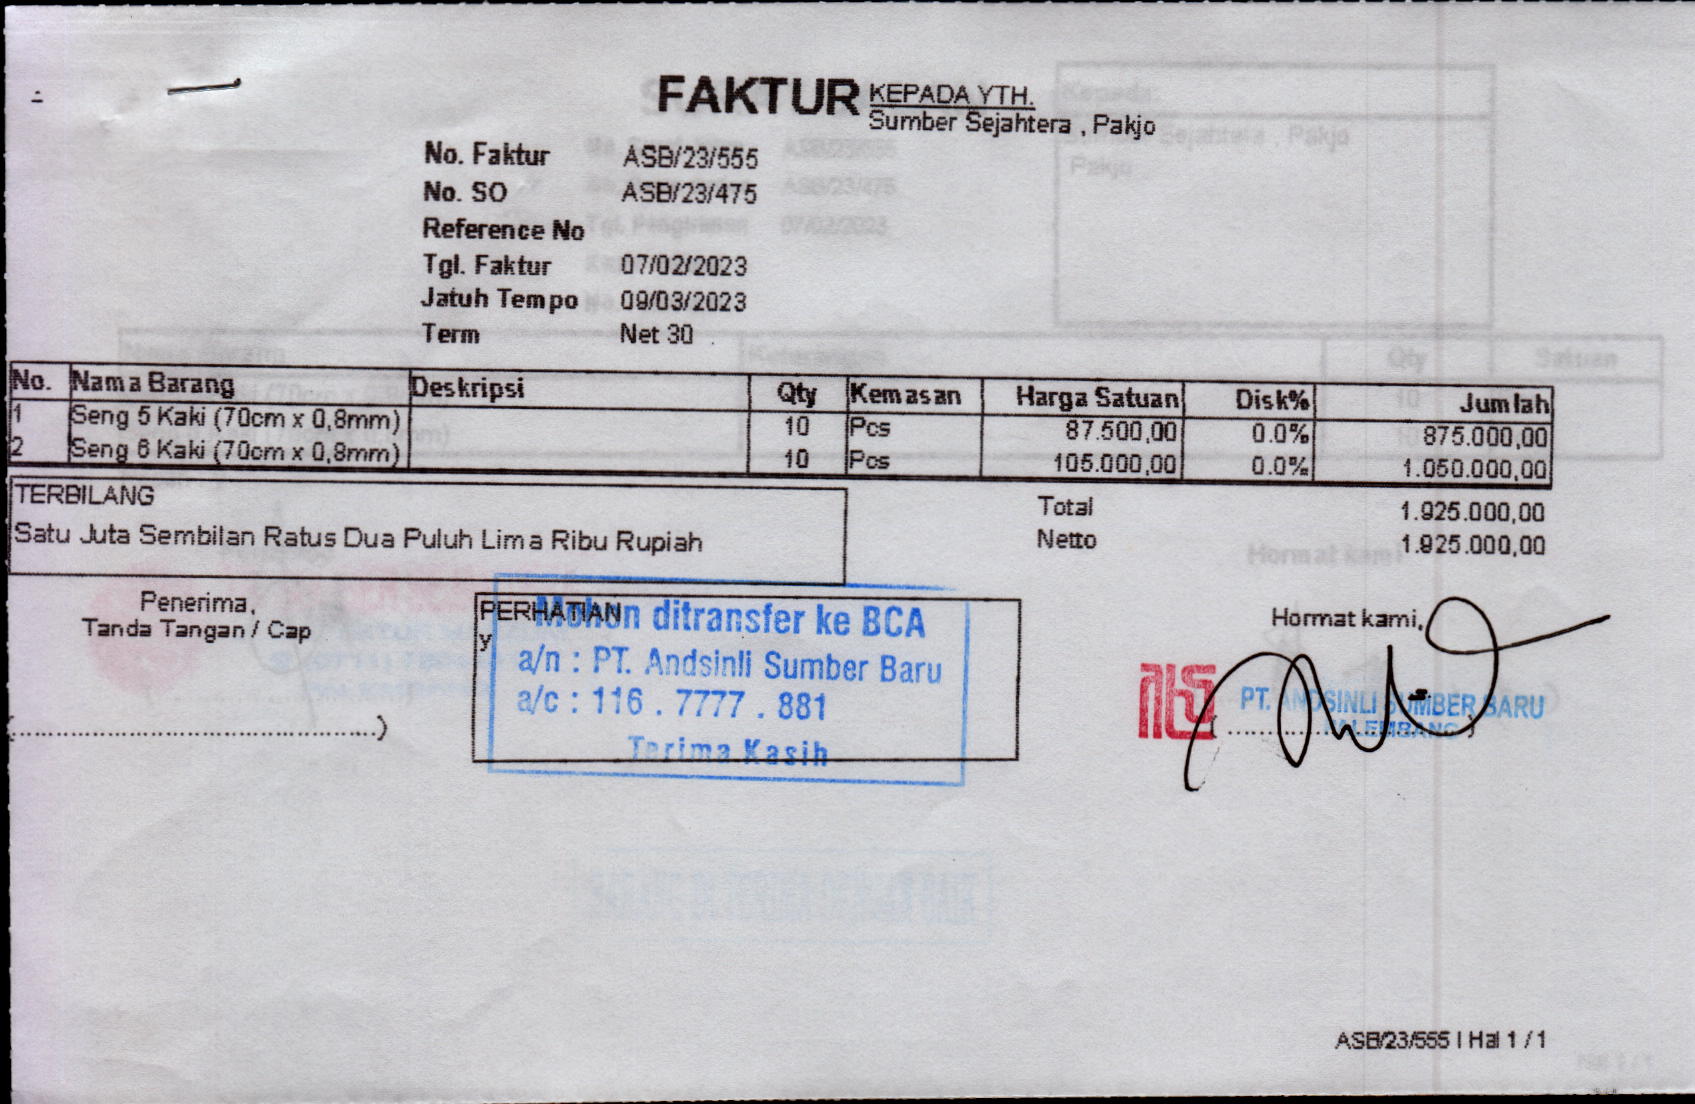 FAKTUR
KEPADA YTH.
Sumber Sejahtera , Pakjo
No. Faktur ASB/23/555
No. SO ASB/23/475
Reference No
Tgl. Faktur 07/02/2023
Jatuh Tempo 09/03/2023
Term Net 30
No. Nama Barang Deskripsi Qty Kemasan Harga Satuan Disk% Jumlah
1 Seng 5 Kaki (70cm x 0,8mm) 10 Pcs 87.500,00 0.0% 875.000,00
2 Seng 6 Kaki (70cm x 0,8mm) 10 Pcs 105.000,00 0.0% 1.050.000,00
TERBILANG
Satu Juta Sembilan Ratus Dua Puluh Lima Ribu Rupiah
Total 1.925.000,00
Netto 1.925.000,00
Penerima,
Tanda Tangan / Cap
(..........................................)
PERHATIAN
y
Mohon ditransfer ke BCA
a/n : PT. Andsinli Sumber Baru
a/c : 116 . 7777 . 881
Terima Kasih
Hormat kami,
PT. ANDSINLI SUMBER BARU
PALEMBANG
ASB/23/555 | Hal 1 / 1